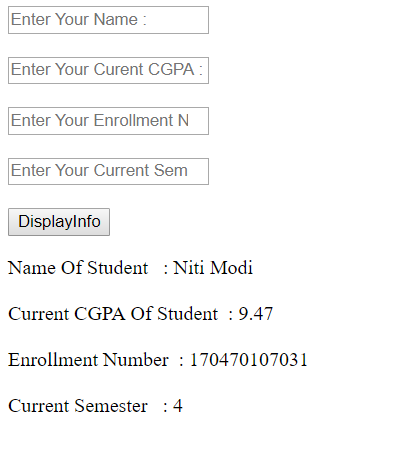 Enter Your Name :
Enter Your Curent CGPA :
Enter Your Enrollment N
Enter Your Current Sem
DisplayInfo
Name Of Student : Niti Modi
Current CGPA Of Student : 9.47
Enrollment Number : 170470107031
Current Semester : 4